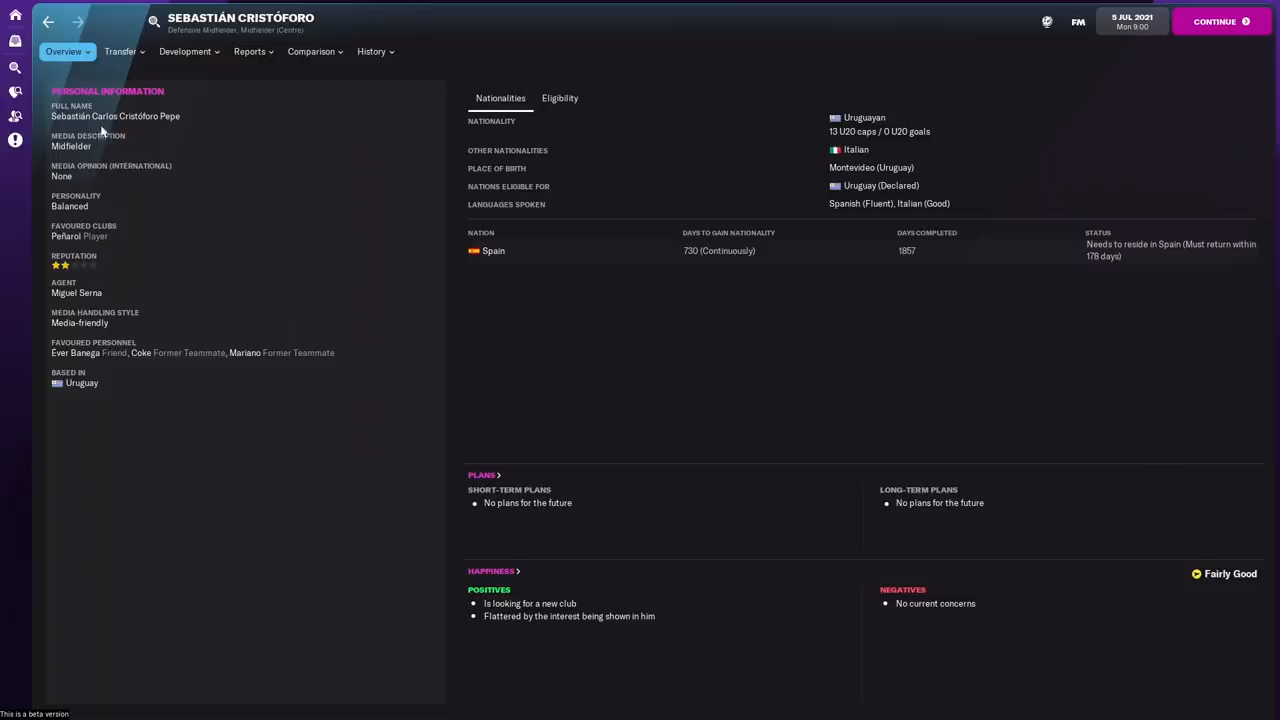 SEBASTIÁN CRISTÓFORO
Defensive Midfielder, Midfielder (Centre)
FM
5 JUL 2021
Mon 9:00
CONTINUE
Overview
Transfer
Development
Reports
Comparison
History
PERSONAL INFORMATION
FULL NAME
Sebastián Carlos Cristóforo Pepe
MEDIA DESCRIPTION
Midfielder
MEDIA OPINION (INTERNATIONAL)
None
PERSONALITY
Balanced
FAVOURED CLUBS
Peñarol Player
REPUTATION
AGENT
Miguel Serna
MEDIA HANDLING STYLE
Media-friendly
FAVOURED PERSONNEL
Éver Banega Friend, Coke Former Teammate, Mariano Former Teammate
BASED IN
Uruguay
Nationalities Eligibility
NATIONALITY Uruguayan
13 U20 caps / 0 U20 goals
OTHER NATIONALITIES Italian
PLACE OF BIRTH Montevideo (Uruguay)
NATIONS ELIGIBLE FOR Uruguay (Declared)
LANGUAGES SPOKEN Spanish (Fluent), Italian (Good)
NATION DAYS TO GAIN NATIONALITY DAYS COMPLETED STATUS
Spain 730 (Continuously) 1857 Needs to reside in Spain (Must return within
178 days)
PLANS >
SHORT-TERM PLANS
• No plans for the future
LONG-TERM PLANS
• No plans for the future
HAPPINESS >
Fairly Good
POSITIVES
• Is looking for a new club
• Flattered by the interest being shown in him
NEGATIVES
• No current concerns
This is a beta version